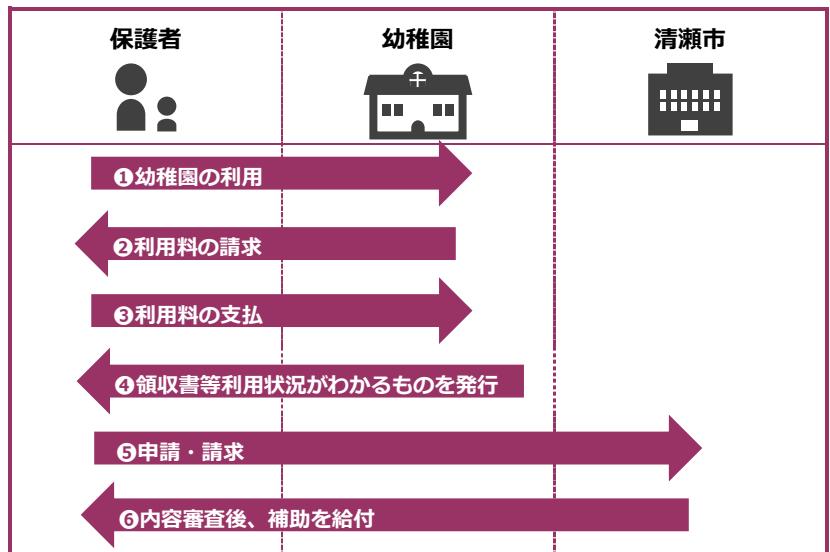 保護者
幼稚園
清瀬市
❶幼稚園の利用
❷利用料の請求
❸利用料の支払
❹領収書等利用状況がわかるものを発行
❺申請・請求
❻内容審査後、補助を給付